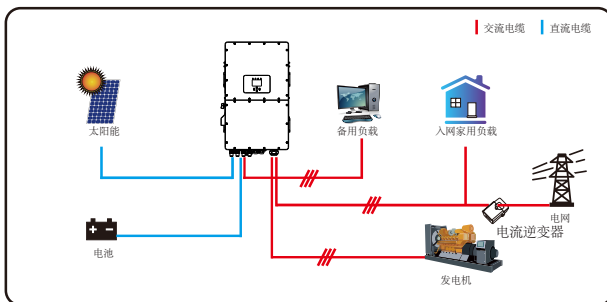 交流电缆 直流电缆
太阳能
备用负载
入网家用负载
电网
电流逆变器
电池
发电机